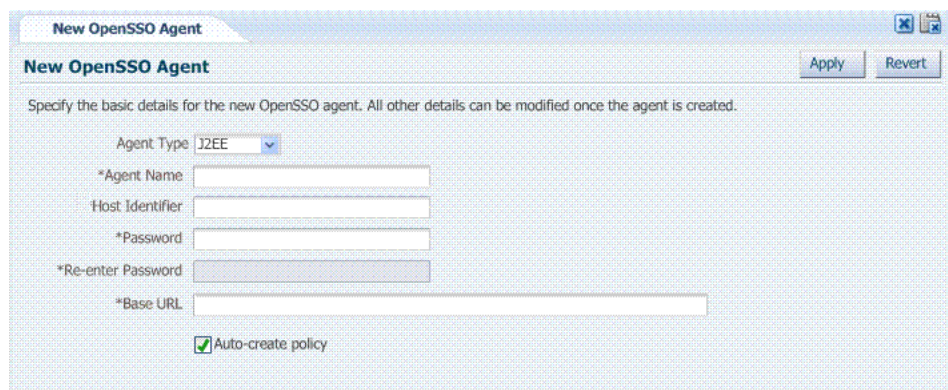 New OpenSSO Agent
New OpenSSO Agent
Apply
Revert
Specify the basic details for the new OpenSSO agent. All other details can be modified once the agent is created.
Agent Type J2EE
*Agent Name
Host Identifier
*Password
*Re-enter Password
*Base URL
Auto-create policy